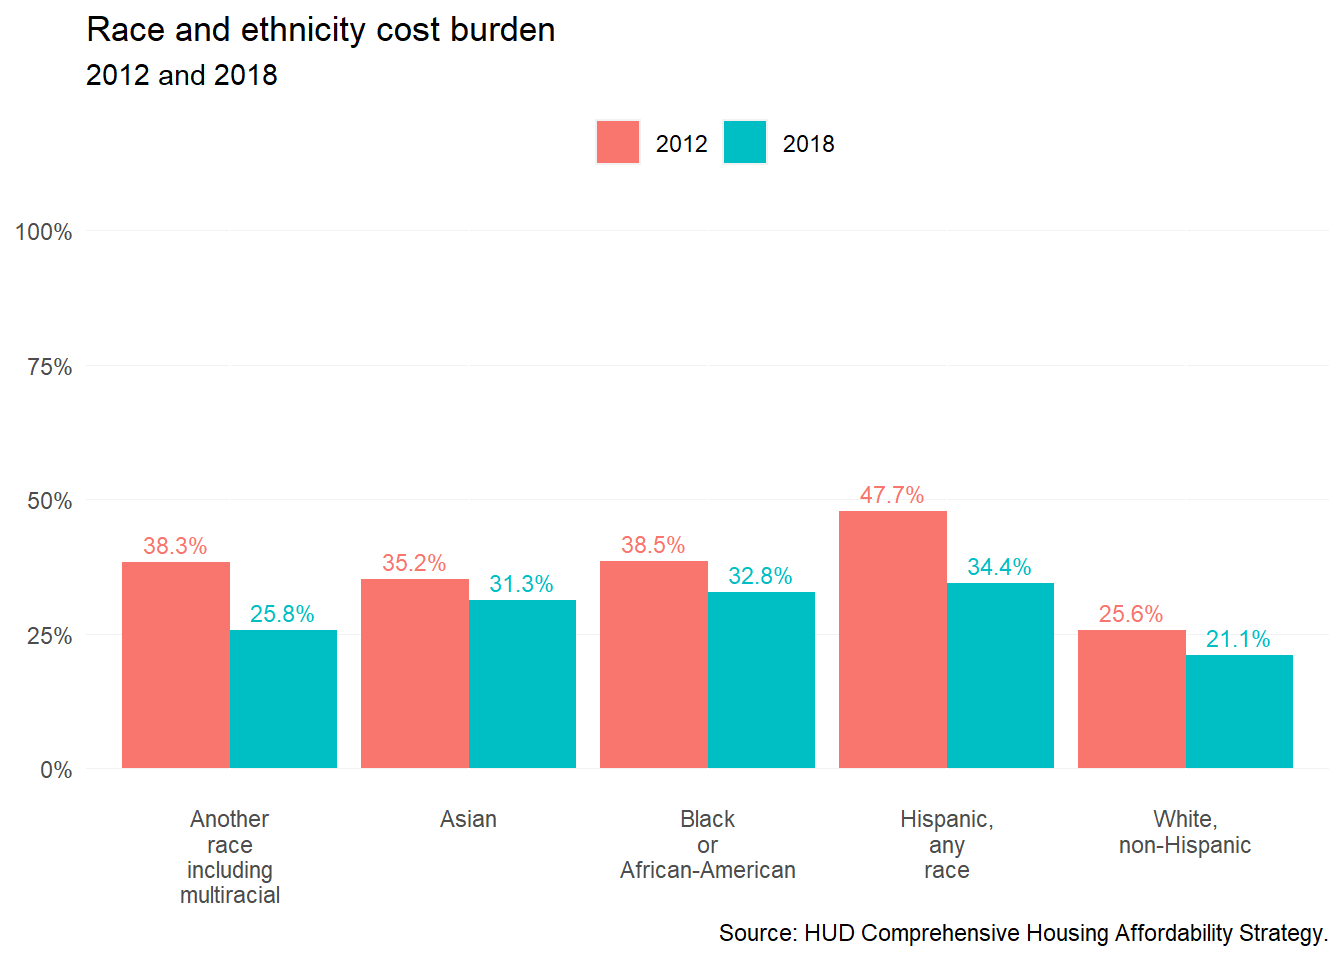 Race and ethnicity cost burden
2012 and 2018
2012 2018
100%
75%
50%
25%
0%
38.3%
25.8%
35.2%
31.3%
38.5%
32.8%
47.7%
34.4%
25.6%
21.1%
Another
race
including
multiracial
Asian
Black
or
African-American
Hispanic,
any
race
White,
non-Hispanic
Source: HUD Comprehensive Housing Affordability Strategy.